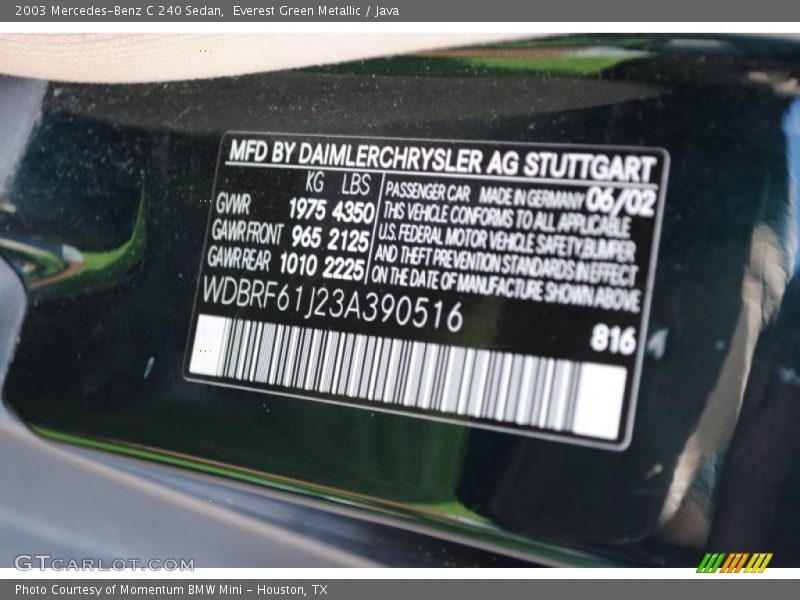 2003 Mercedes-Benz C 240 Sedan,  Everest Green Metallic / Java
MFD BY DAIMLERCHRYSLER AG STUTTGART
KG LBS
GVWR 1975 4350
GAWR FRONT 965 2125
GAWR REAR 1010 2225
PASSENGER CAR MADE IN GERMANY 06/02
THIS VEHICLE CONFORMS TO ALL APPLICABLE
U.S. FEDERAL MOTOR VEHICLE SAFETY, BUMPER
AND THEFT PREVENTION STANDARDS IN EFFECT
ON THE DATE OF MANUFACTURE SHOWN ABOVE
WDBRF61J23A390516
816
GTcarlot.com
Photo Courtesy of Momentum BMW Mini - Houston, TX